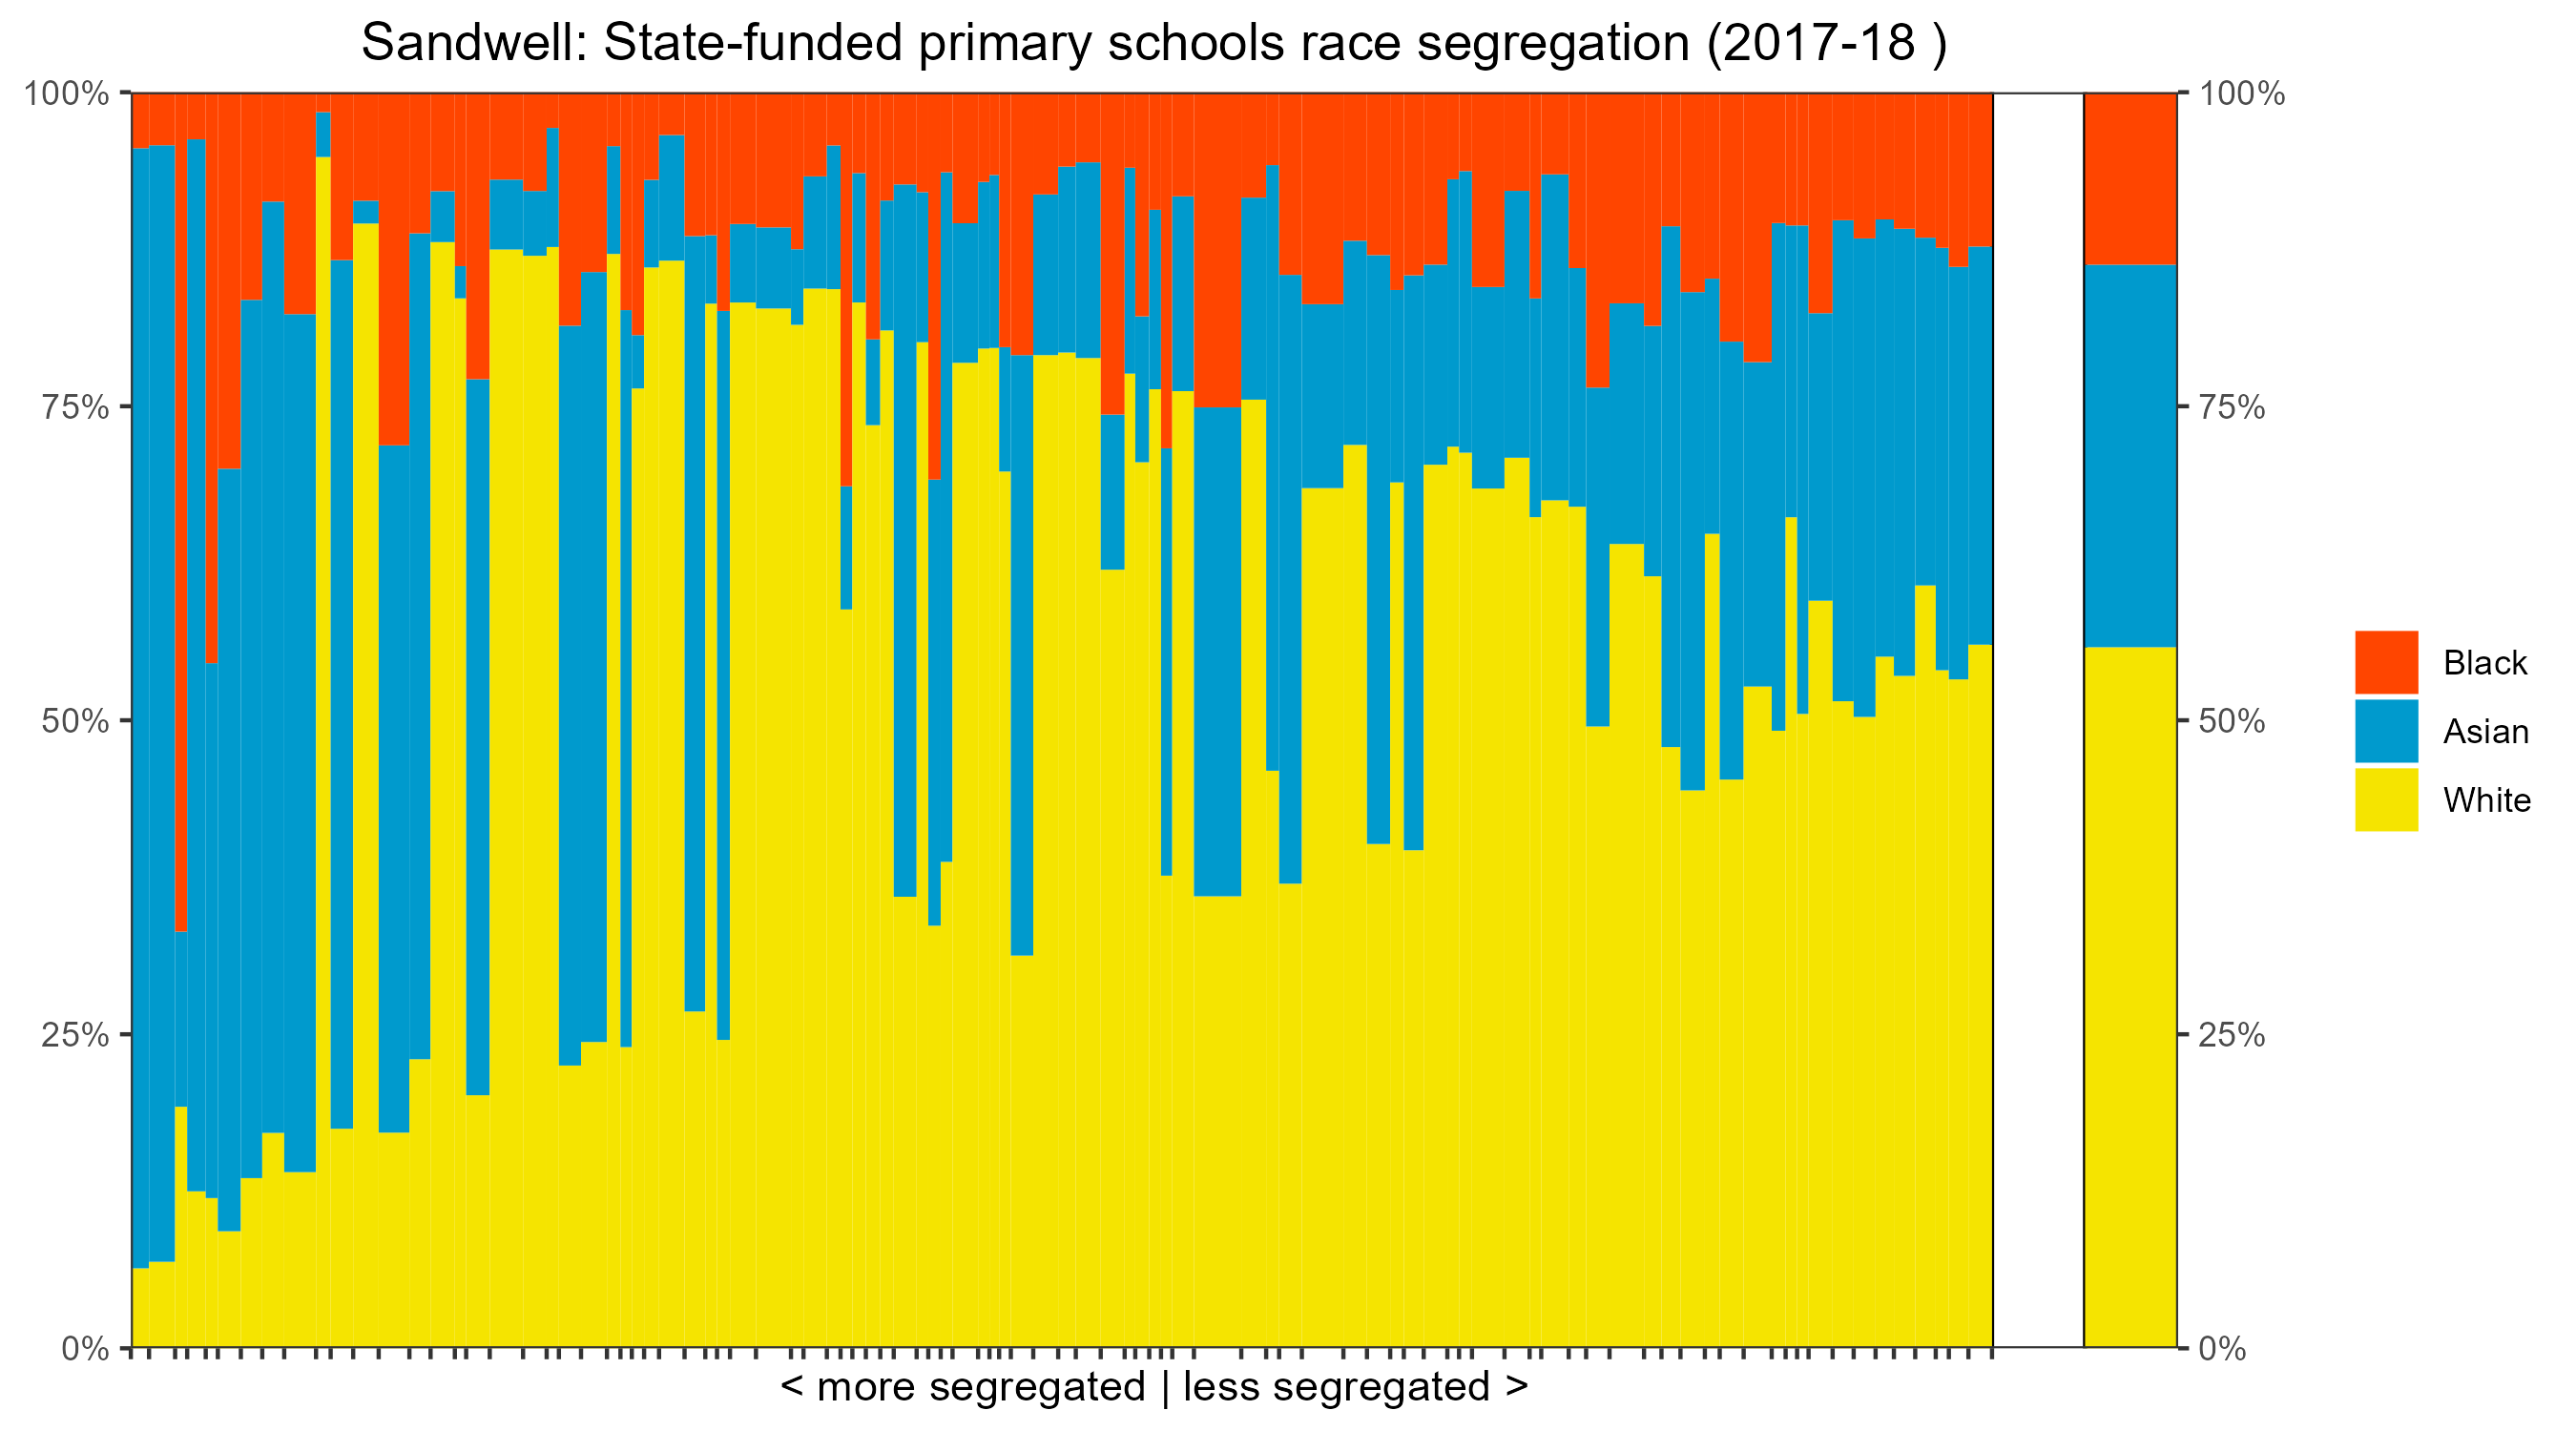 Sandwell: State-funded primary schools race segregation (2017-18 )
100%
75%
50%
25%
0%
100%
75%
50%
25%
0%
Black
Asian
White
< more segregated | less segregated >